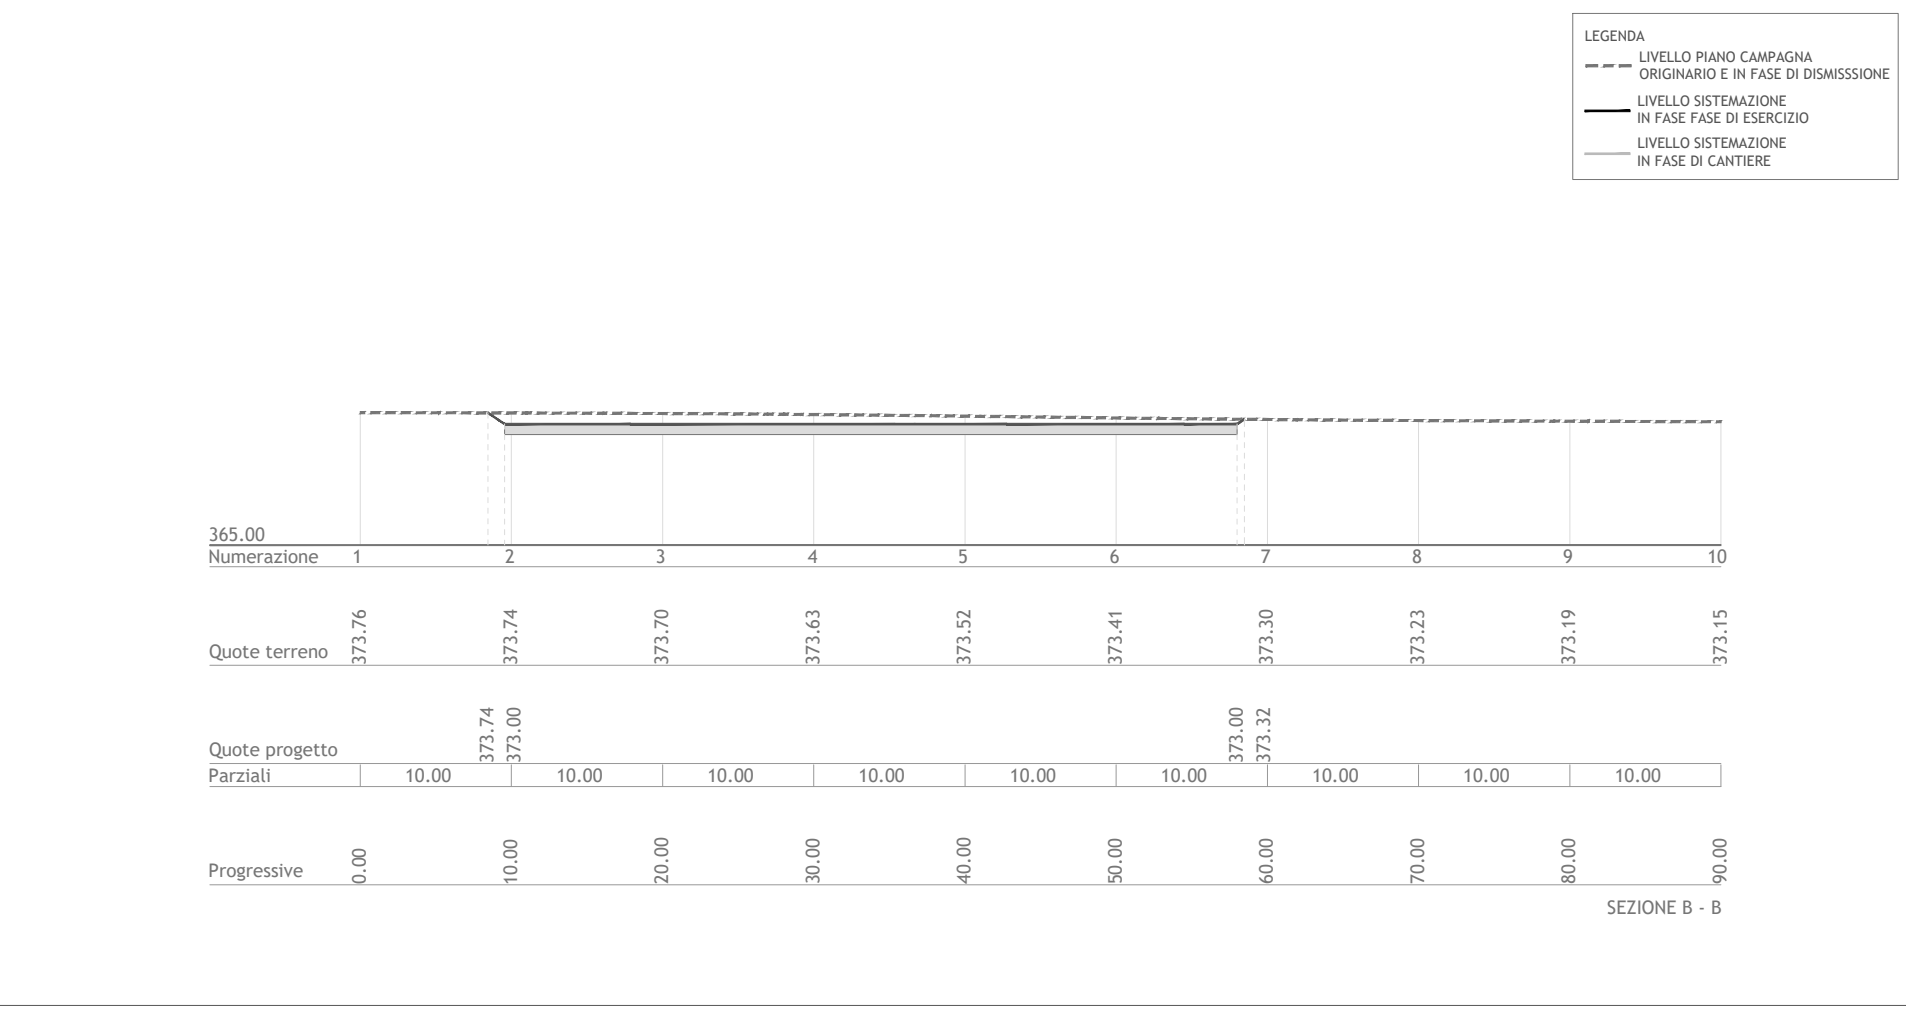 LEGENDA
LIVELLO PIANO CAMPAGNA
ORIGINARIO E IN FASE DI DISMISSSIONE
LIVELLO SISTEMAZIONE
IN FASE FASE DI ESERCIZIO
LIVELLO SISTEMAZIONE
IN FASE DI CANTIERE
365.00
Numerazione 1 2 3 4 5 6 7 8 9 10
Quote terreno 373.76 373.74 373.70 373.63 373.52 373.41 373.30 373.23 373.19 373.15
Quote progetto 373.74 373.00 373.00 373.32
Parziali 10.00 10.00 10.00 10.00 10.00 10.00 10.00 10.00 10.00
Progressive 0.00 10.00 20.00 30.00 40.00 50.00 60.00 70.00 80.00 90.00
SEZIONE B - B